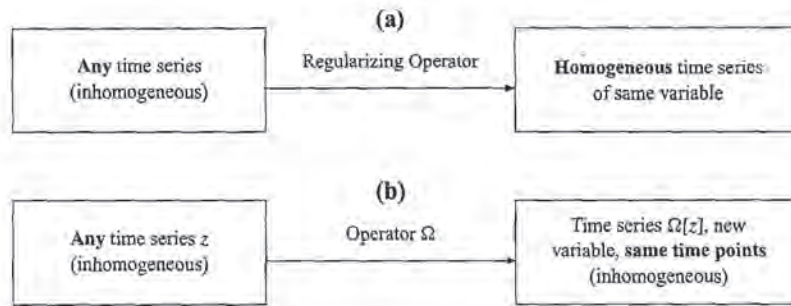 (a)
Any time series
(inhomogeneous)
Regularizing Operator
Homogeneous time series
of same variable
(b)
Any time series z
(inhomogeneous)
Operator Ω
Time series Ω[z], new
variable, same time points
(inhomogeneous)